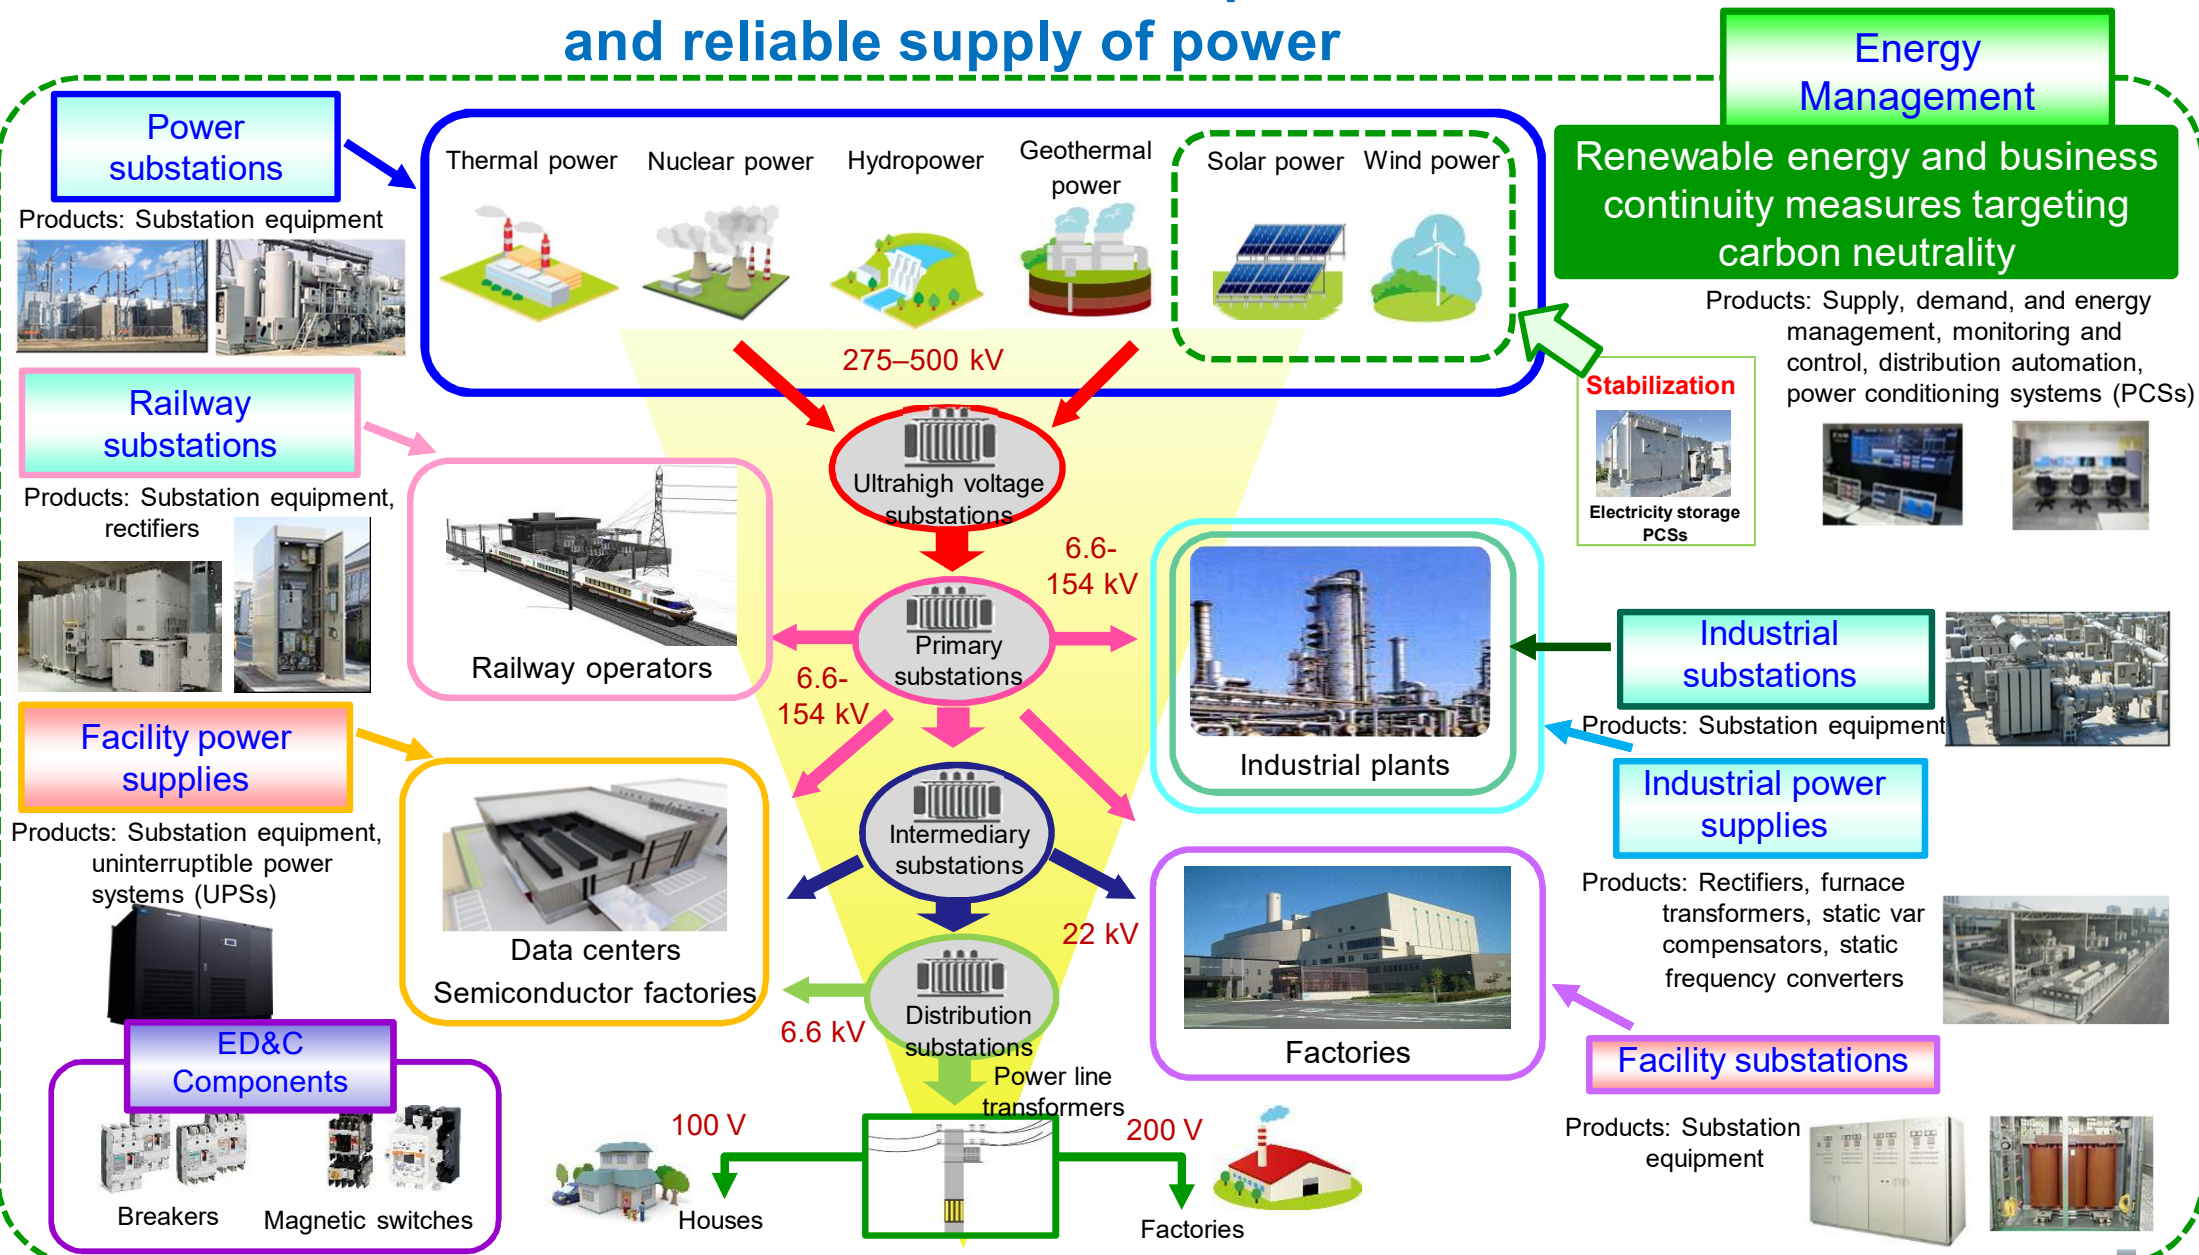 and reliable supply of power
Energy
Management
Renewable energy and business
continuity measures targeting
carbon neutrality
Products: Supply, demand, and energy
management, monitoring and
control, distribution automation,
power conditioning systems (PCSs)
Power
substations
Products: Substation equipment
Thermal power
Nuclear power
Hydropower
Geothermal
power
Solar power
Wind power
275–500 kV
Stabilization
Electricity storage
PCSs
Railway
substations
Products: Substation equipment,
rectifiers
Railway operators
Ultrahigh voltage
substations
6.6-
154 kV
Primary
substations
6.6-
154 kV
Industrial plants
Industrial
substations
Products: Substation equipment
Facility power
supplies
Products: Substation equipment,
uninterruptible power
systems (UPSs)
Data centers
Semiconductor factories
Intermediary
substations
22 kV
Industrial power
supplies
Products: Rectifiers, furnace
transformers, static var
compensators, static
frequency converters
Factories
Distribution
substations
6.6 kV
Facility substations
Products: Substation
equipment
ED&C
Components
Breakers
Magnetic switches
Power line
transformers
100 V
200 V
Houses
Factories